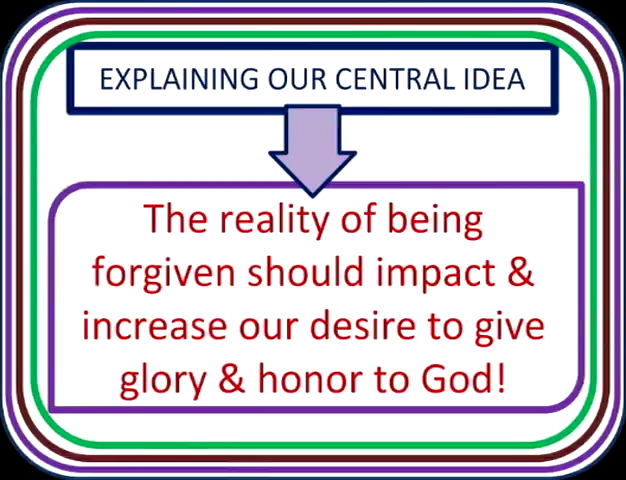 EXPLAINING OUR CENTRAL IDEA
The reality of being
forgiven should impact &
increase our desire to give
glory & honor to God!